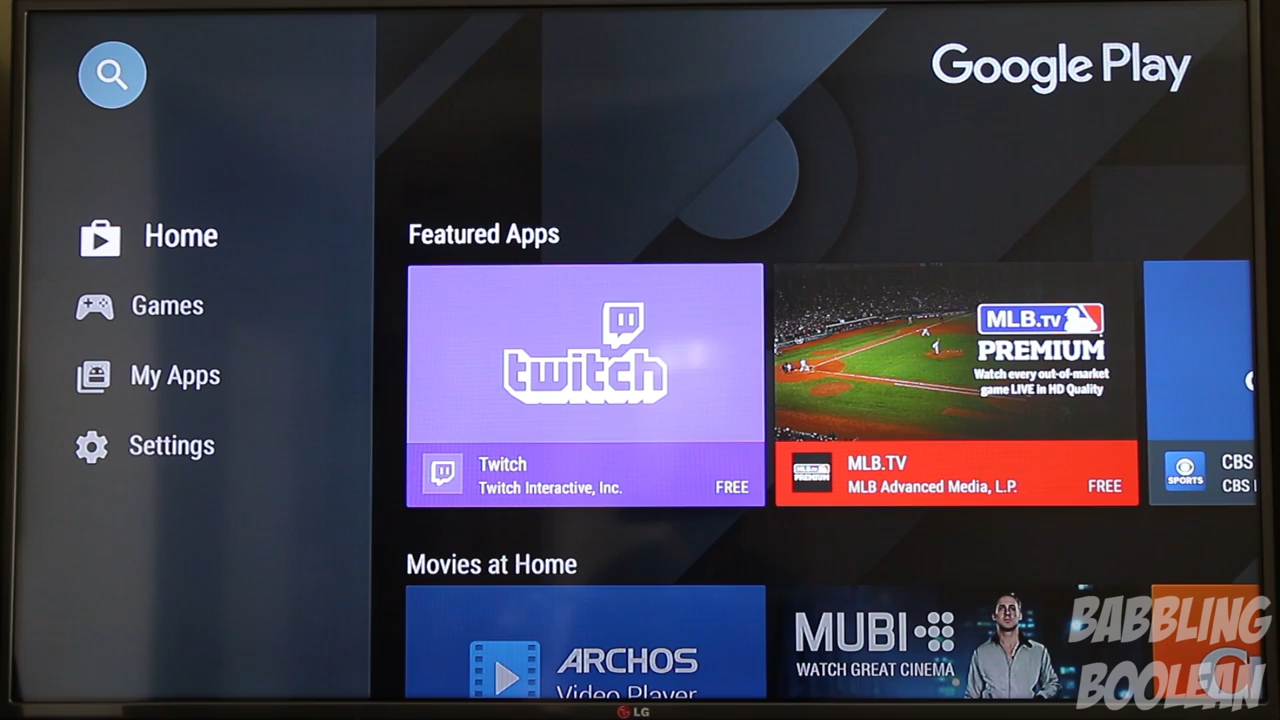 Google Play
Home
Games
My Apps
Settings
Featured Apps
twitch
Twitch
Twitch Interactive, Inc.
FREE
MLB.TV
PREMIUM
Watch every out-of-market
game LIVE in HD Quality
PREMIUM
MLB.TV
MLB Advanced Media, L.P.
FREE
SPORTS
CBS
CBS
Movies at Home
ARCHOS
Video Player
MUBI
WATCH GREAT CINEMA
BABBLING
BOOLEAN
LG